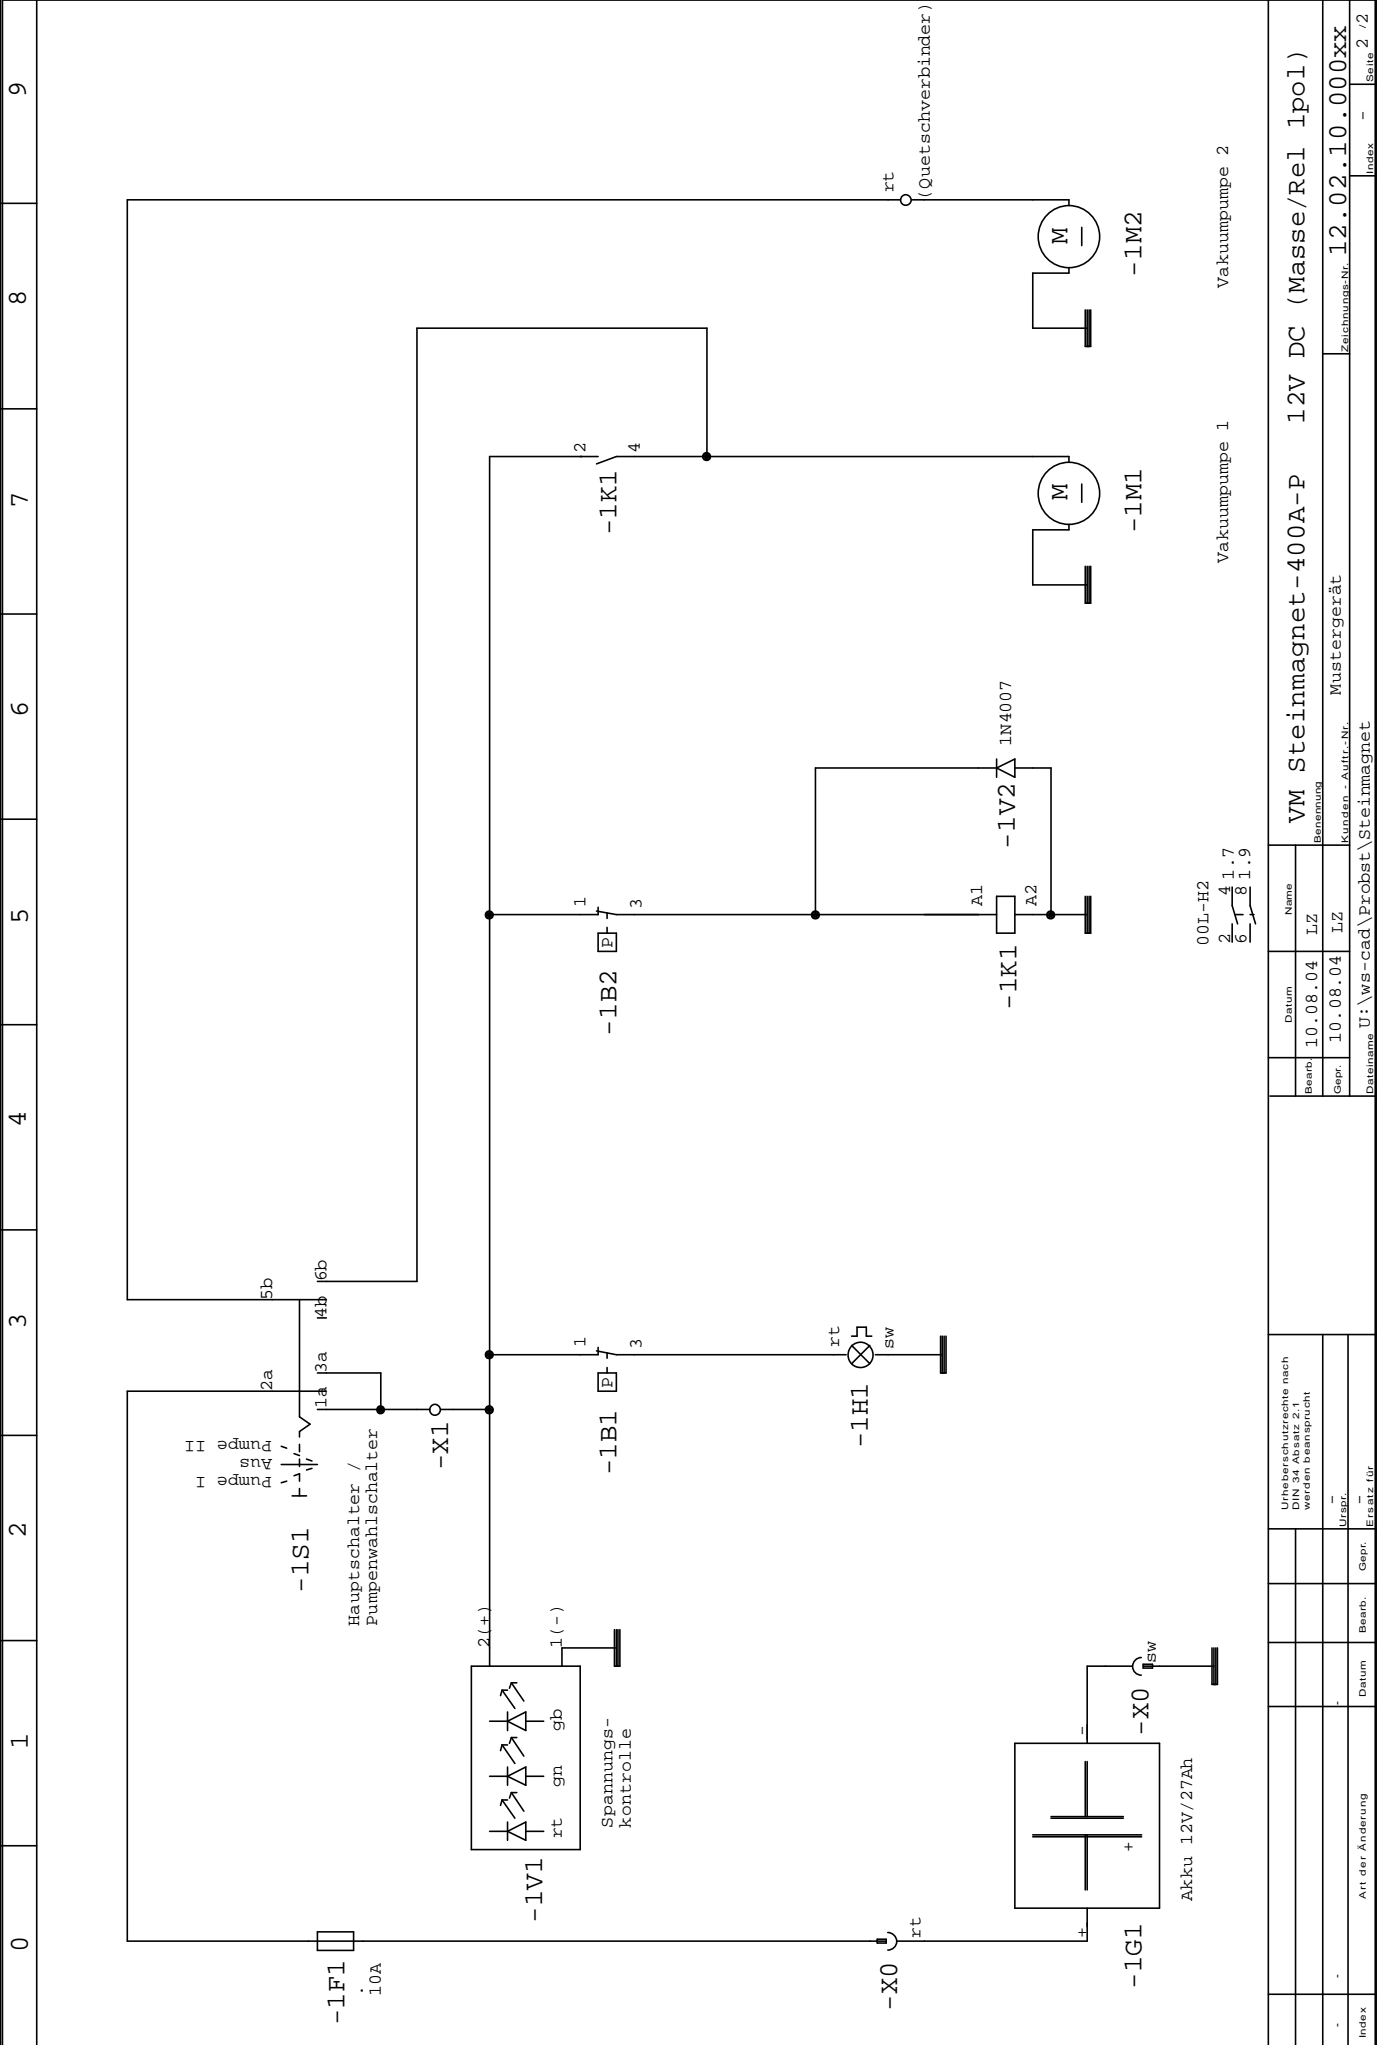 0
1
2
3
4
5
6
7
8
9
-1F1
10A
-X0
rt
-1G1
+
+
-
Akku 12V/27Ah
-X0
sw
-1V1
rt
gn
gb
2(+)
1(-)
Spannungs-
kontrolle
-1S1
Pumpe I
Aus
Pumpe II
Hauptschalter /
Pumpenwahlschalter
2a
1a
3a
5b
4b
6b
-X1
-1B1
P
1
3
-1H1
rt
sw
-1B2
P
1
3
-1K1
A1
A2
-1V2
1N4007
00L-H2
2 4 1.7
6 8 1.9
-1K1
2
4
M
-1M1
Vakuumpumpe 1
rt
(Quetschverbinder)
M
-1M2
Vakuumpumpe 2
Index
Art der Änderung
Datum
Bearb.
Gepr.
Urheberschutzrechte nach
DIN 34 Absatz 2.1
werden beansprucht
-
Urspr.
-
Ersatz für
Datum
Name
Bearb.
10.08.04
LZ
Gepr.
10.08.04
LZ
VM Steinmagnet-400A-P 12V DC (Masse/Rel 1pol)
Benennung
Mustergerät
Kunden - Auftr.-Nr.
Zeichnungs-Nr. 12.02.10.000xx
Dateiname U:\ws-cad\Probst\Steinmagnet
Index -
Seite 2 /2